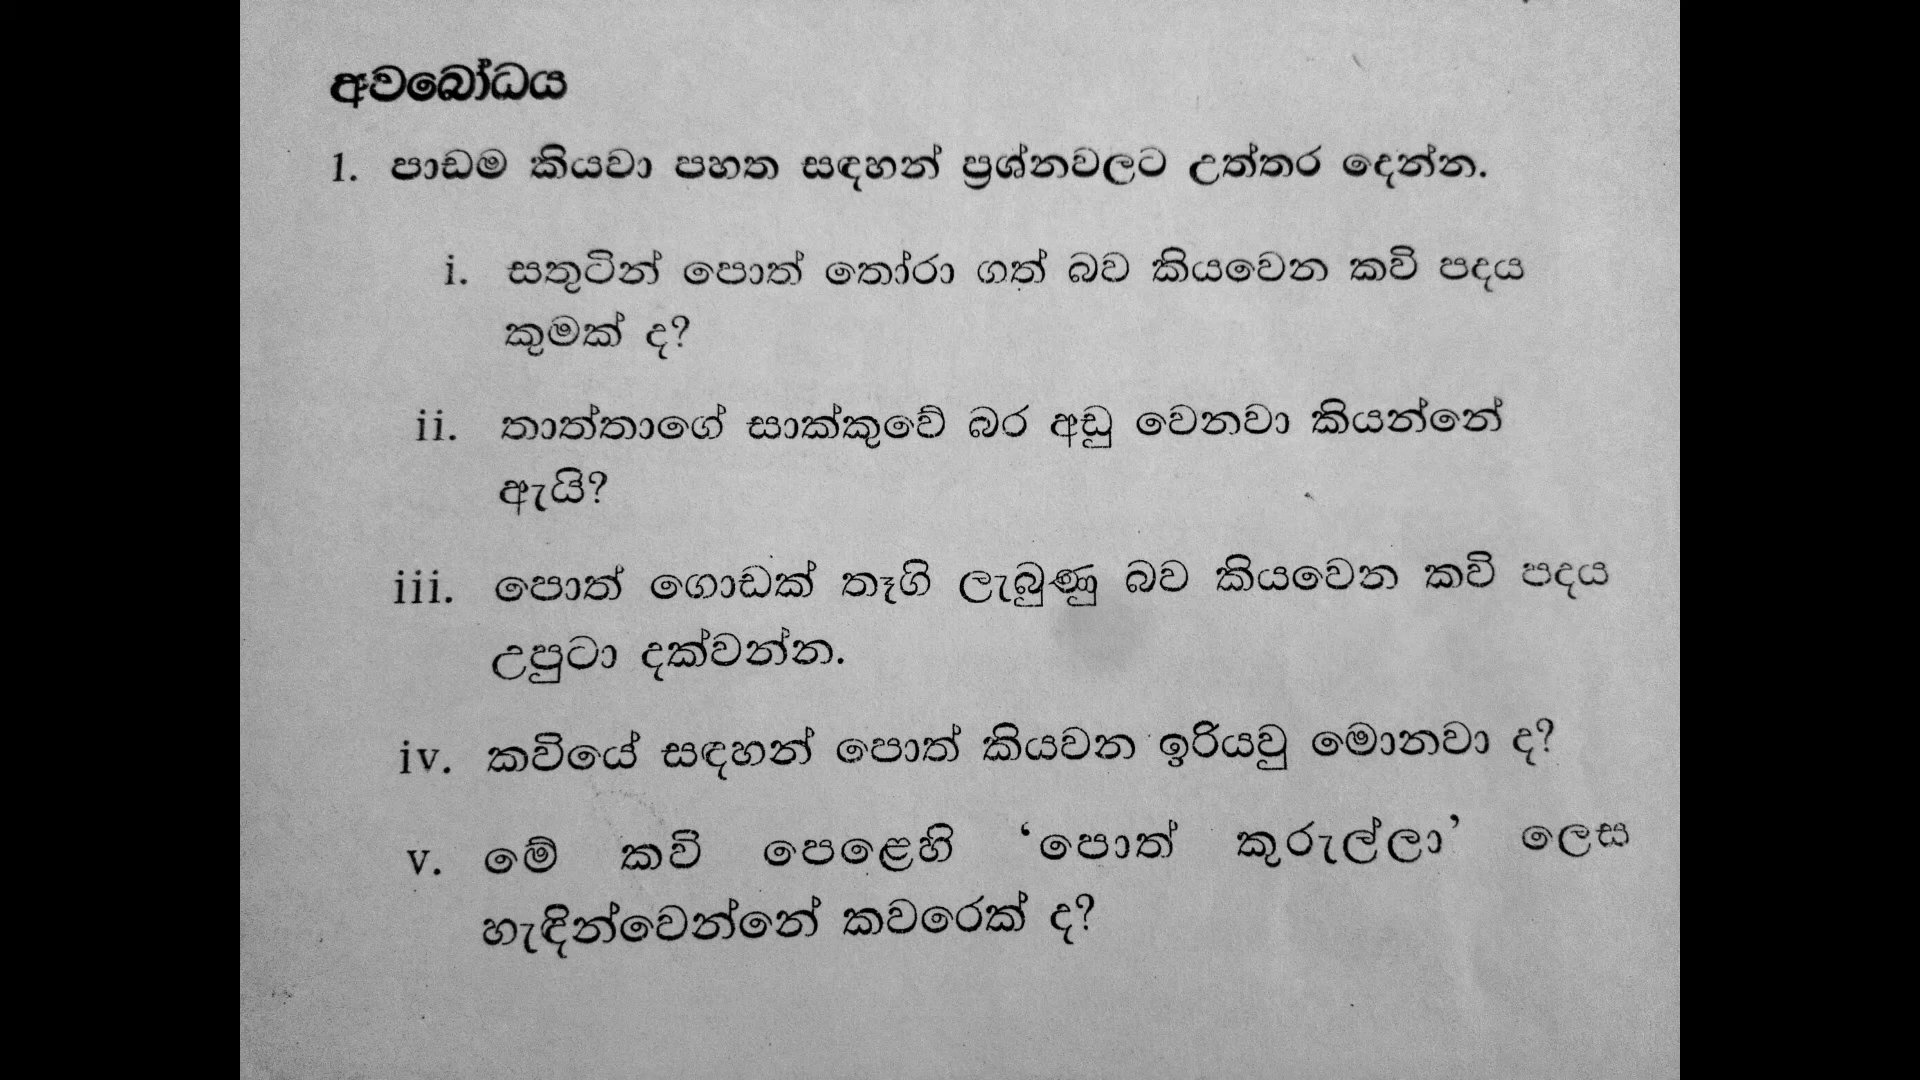 අවබෝධය
1. පාඩම කියවා පහත සඳහන් ප්‍රශ්නවලට උත්තර දෙන්න.
i. සතුටින් පොත් තෝරා ගත් බව කියවෙන කවි පදය
කුමක් ද?
ii. තාත්තාගේ සාක්කුවේ බර අඩු වෙනවා කියන්නේ
ඇයි?
iii. පොත් ගොඩක් තෑගි ලැබුණු බව කියවෙන කවි පදය
උපුටා දක්වන්න.
iv. කවියේ සඳහන් පොත් කියවන ඉරියවු මොනවා ද?
v. මේ කවි පෙළෙහි ‘පොත් කුරුල්ලා’ ලෙස
හැඳින්වෙන්නේ කවරෙක් ද?